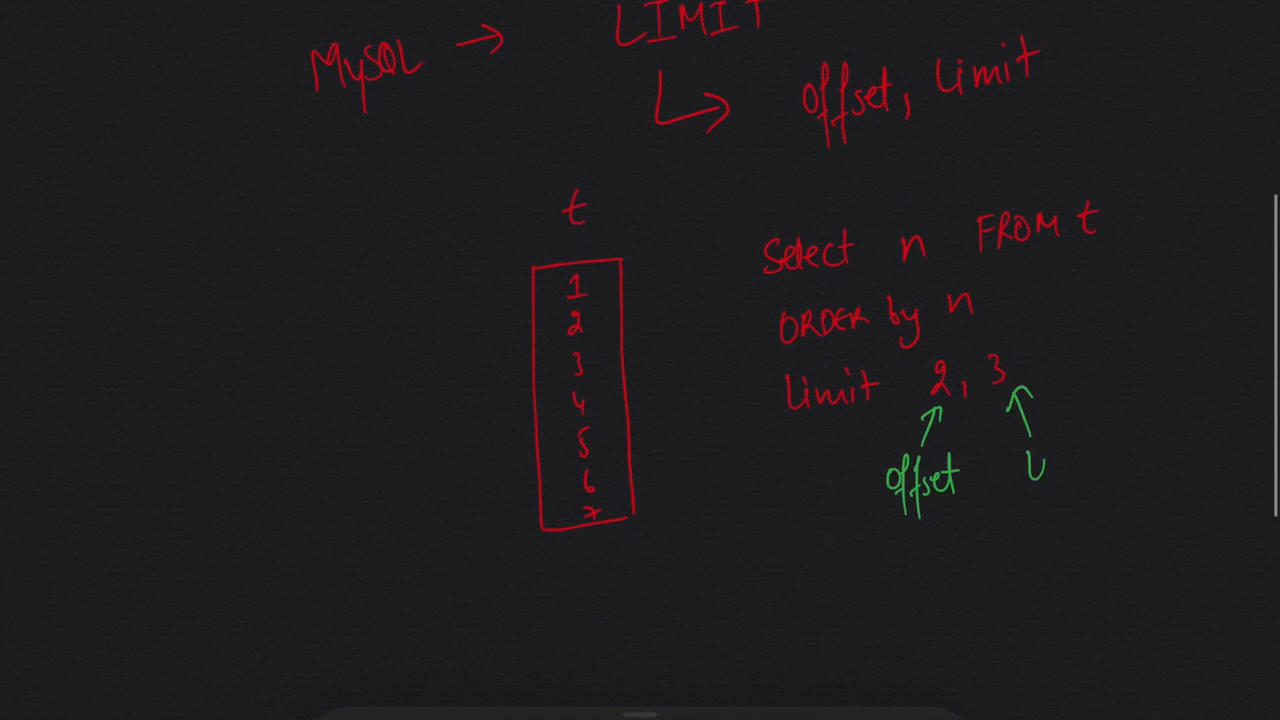 LIMIT
MySQL →
Offset, Limit
t
1
2
3
4
5
6
7
Select n FROM t
ORDER by n
Limit 2, 3
Offset